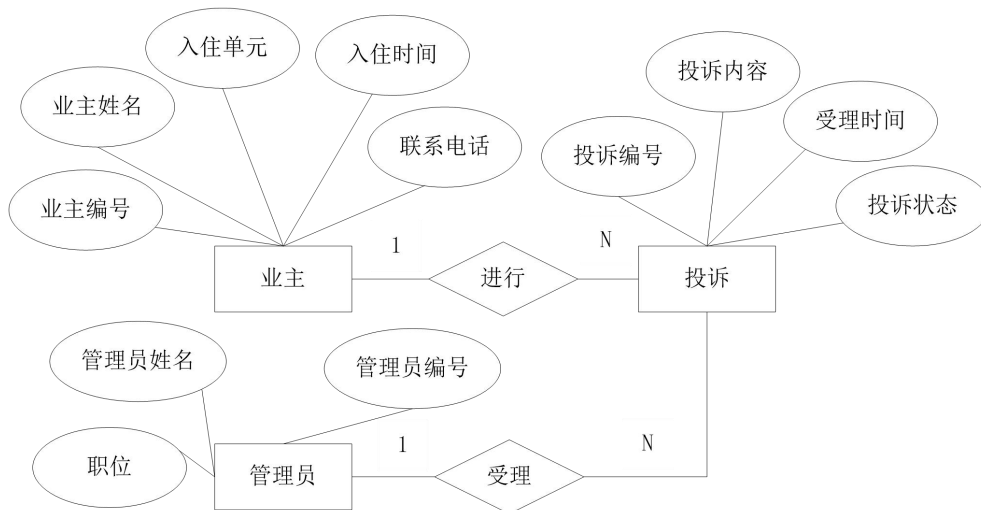 入住单元
入住时间
业主姓名
联系电话
业主编号
投诉内容
受理时间
投诉编号
投诉状态
1
N
业主
进行
投诉
管理员姓名
管理员编号
职位
1
N
管理员
受理